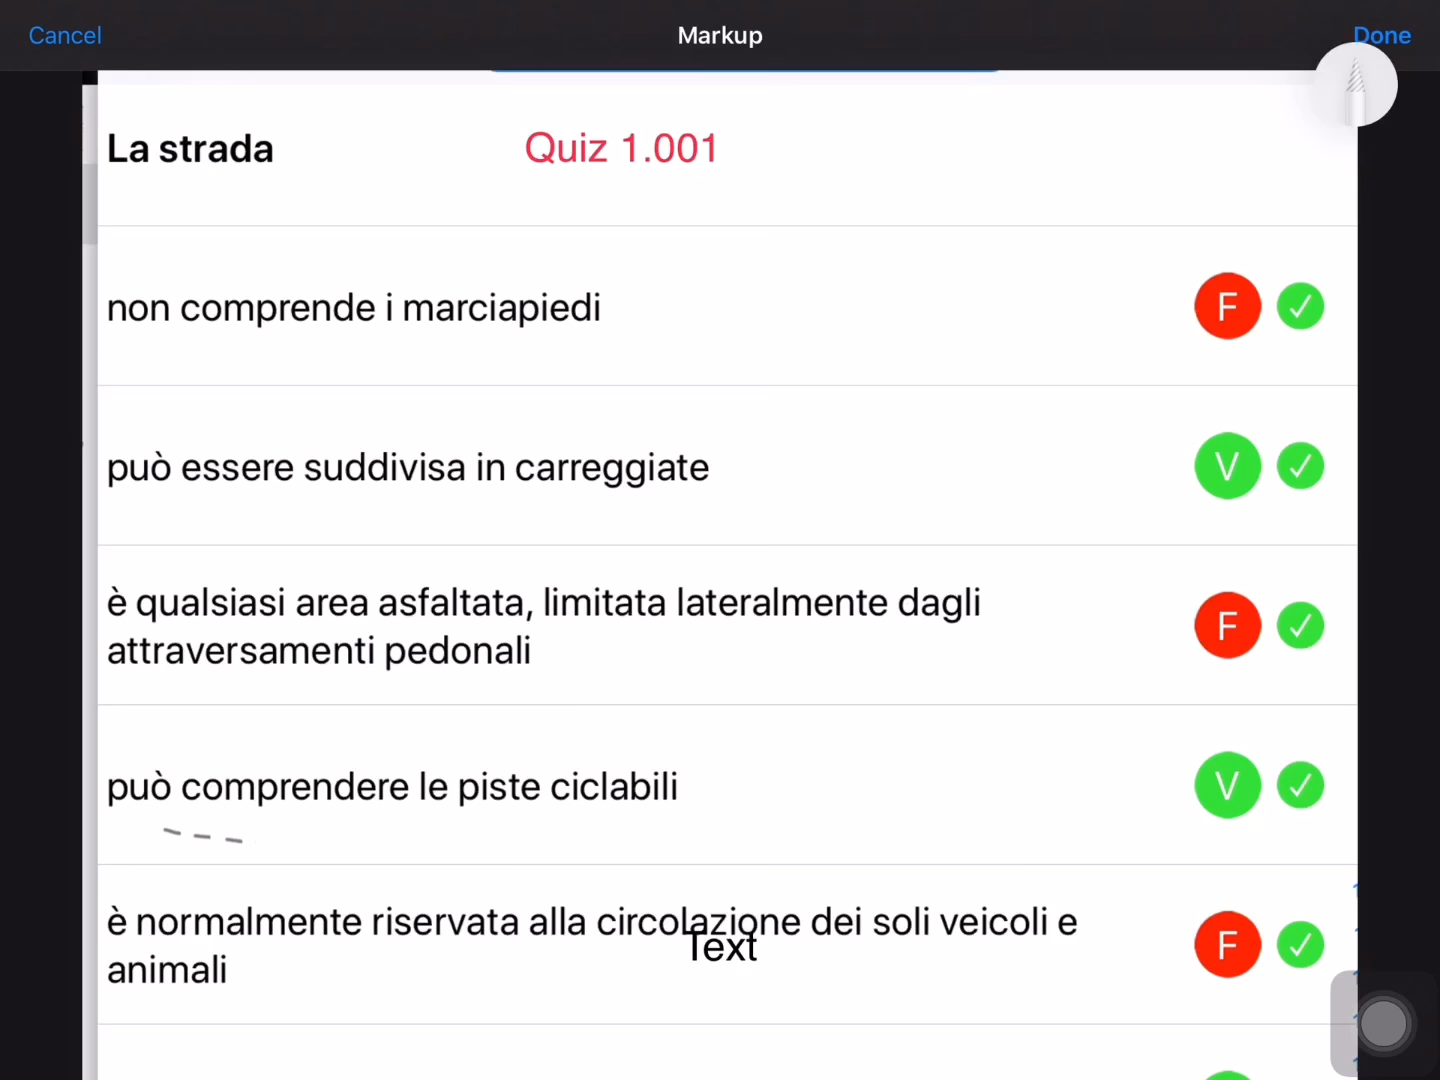 Cancel
Markup
Done
La strada
Quiz 1.001
non comprende i marciapiedi
F
può essere suddivisa in carreggiate
V
è qualsiasi area asfaltata, limitata lateralmente dagli
attraversamenti pedonali
F
può comprendere le piste ciclabili
V
è normalmente riservata alla circolazione dei soli veicoli e
animali
F
Text